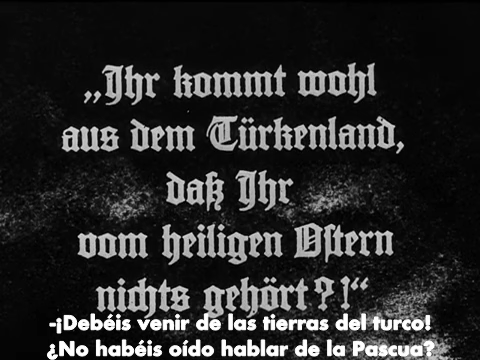 „Ihr kommt wohl
aus dem Türkenland,
daß Ihr
vom heiligen Ostern
nichts gehört?!“
-¡Debéis venir de las tierras del turco!
¿No habéis oído hablar de la Pascua?